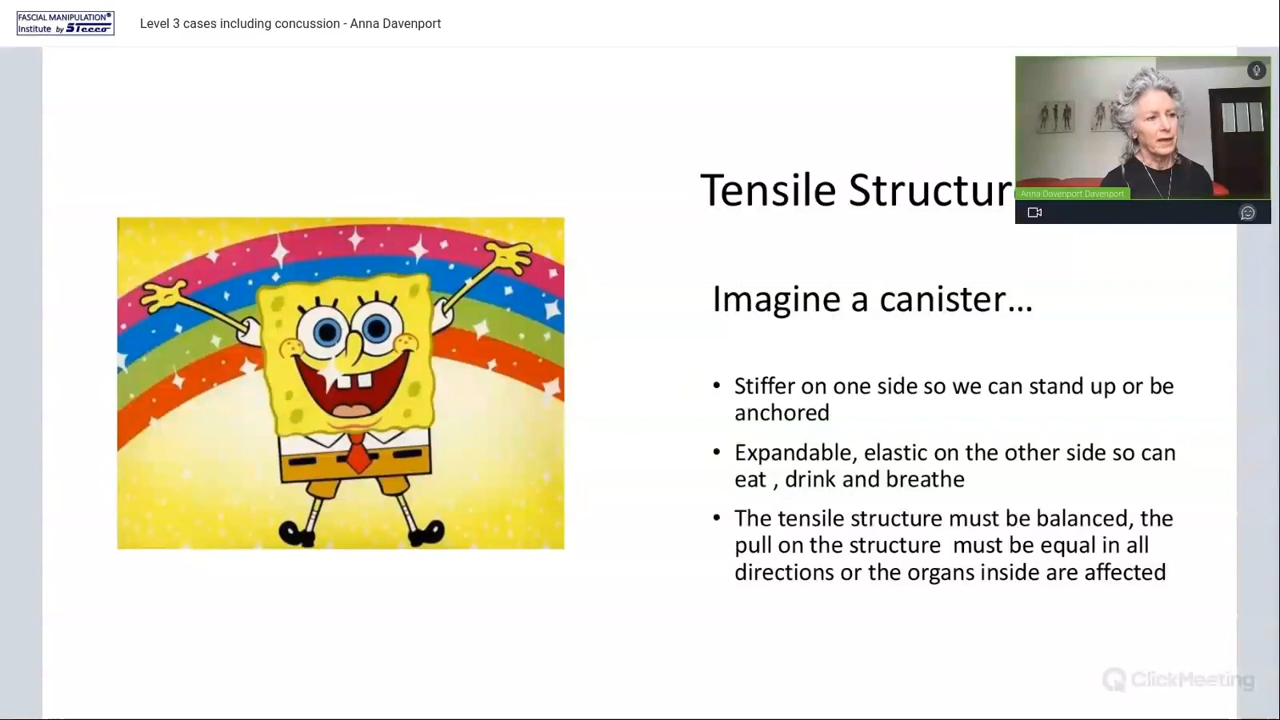 FASCIAL MANIPULATION®
Institute by Stecco
Level 3 cases including concussion - Anna Davenport
Anna Davenport Davenport
Tensile Structur
Imagine a canister...
• Stiffer on one side so we can stand up or be
anchored
• Expandable, elastic on the other side so can
eat , drink and breathe
• The tensile structure must be balanced, the
pull on the structure must be equal in all
directions or the organs inside are affected
ClickMeeting